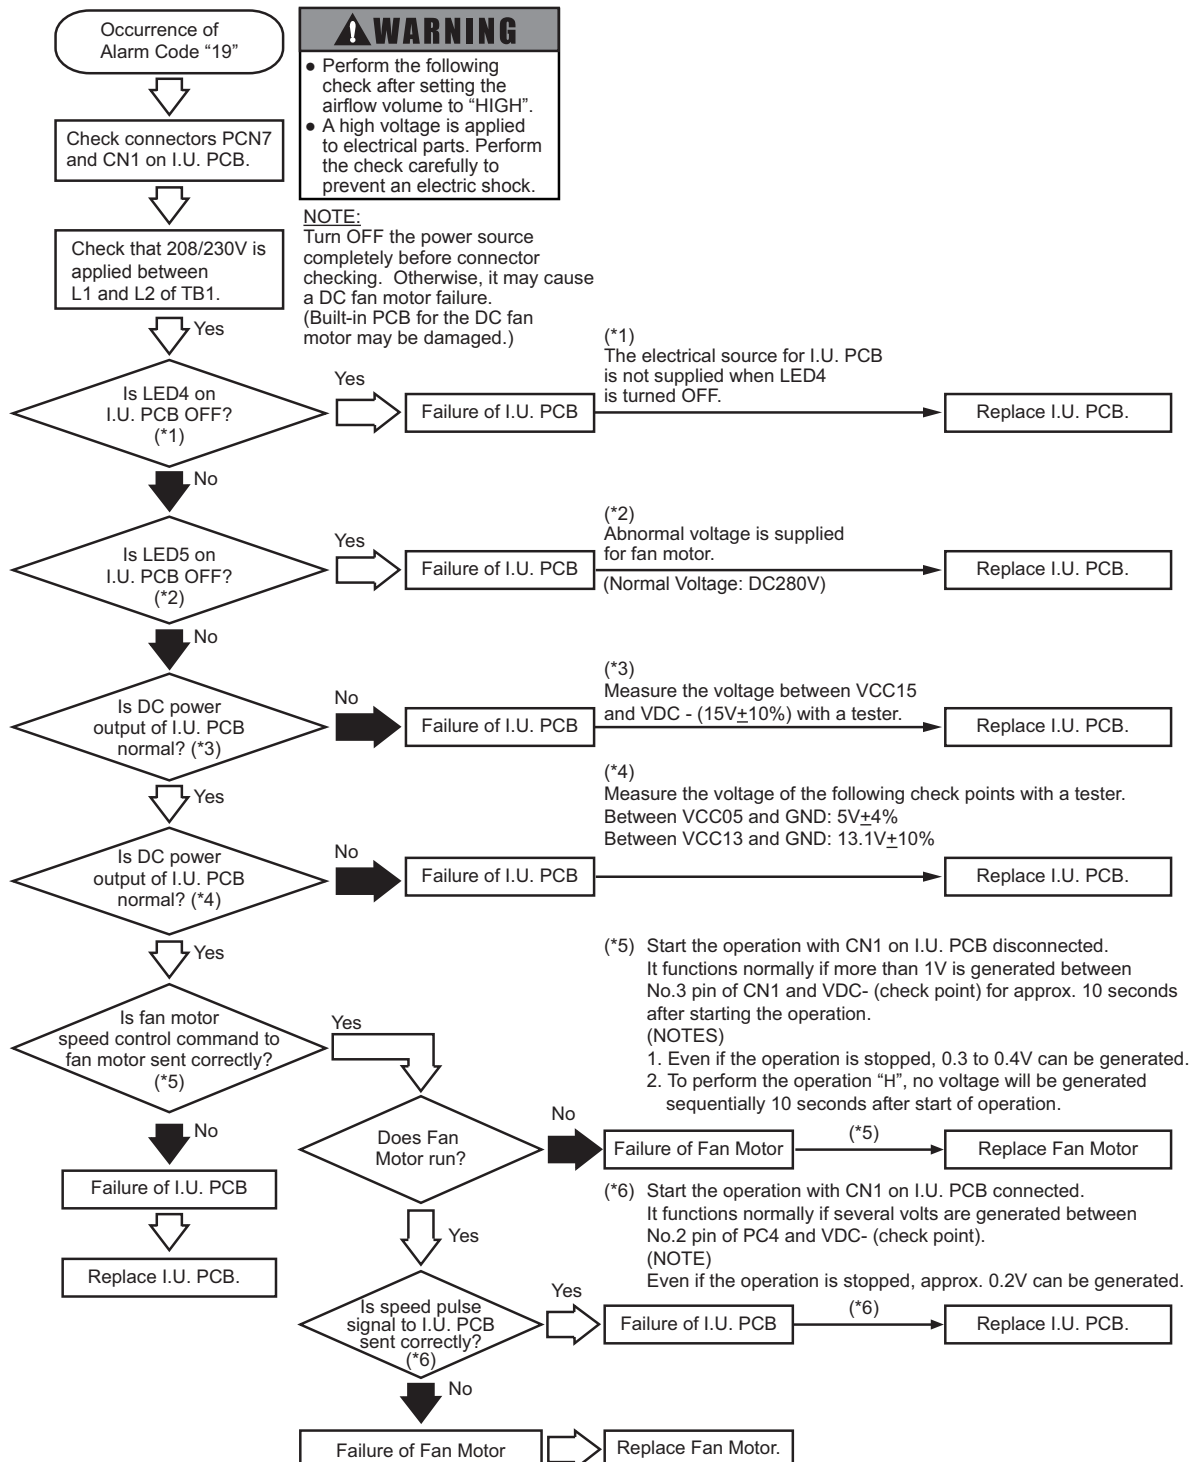 Occurrence of
Alarm Code “19”
WARNING
● Perform the following
check after setting the
airflow volume to “HIGH”.
● A high voltage is applied
to electrical parts. Perform
the check carefully to
prevent an electric shock.
Check connectors PCN7
and CN1 on I.U. PCB.
NOTE:
Turn OFF the power source
completely before connector
checking. Otherwise, it may cause
a DC fan motor failure.
(Built-in PCB for the DC fan
motor may be damaged.)
Check that 208/230V is
applied between
L1 and L2 of TB1.
Yes
Is LED4 on
I.U. PCB OFF?
(*1)
Yes
Failure of I.U. PCB
(*1)
The electrical source for I.U. PCB
is not supplied when LED4
is turned OFF.
Replace I.U. PCB.
No
Is LED5 on
I.U. PCB OFF?
(*2)
Yes
Failure of I.U. PCB
(*2)
Abnormal voltage is supplied
for fan motor.
(Normal Voltage: DC280V)
Replace I.U. PCB.
No
Is DC power
output of I.U. PCB
normal? (*3)
No
Failure of I.U. PCB
(*3)
Measure the voltage between VCC15
and VDC - (15V±10%) with a tester.
Replace I.U. PCB.
Yes
Is DC power
output of I.U. PCB
normal? (*4)
No
Failure of I.U. PCB
(*4)
Measure the voltage of the following check points with a tester.
Between VCC05 and GND: 5V±4%
Between VCC13 and GND: 13.1V±10%
Replace I.U. PCB.
Yes
Is fan motor
speed control command to
fan motor sent correctly?
(*5)
Yes
(*5) Start the operation with CN1 on I.U. PCB disconnected.
It functions normally if more than 1V is generated between
No.3 pin of CN1 and VDC- (check point) for approx. 10 seconds
after starting the operation.
(NOTES)
1. Even if the operation is stopped, 0.3 to 0.4V can be generated.
2. To perform the operation “H”, no voltage will be generated
sequentially 10 seconds after start of operation.
No
Failure of I.U. PCB
Replace I.U. PCB.
Does Fan
Motor run?
No
Failure of Fan Motor
(*5)
Replace Fan Motor
(*6) Start the operation with CN1 on I.U. PCB connected.
It functions normally if several volts are generated between
No.2 pin of PC4 and VDC- (check point).
(NOTE)
Even if the operation is stopped, approx. 0.2V can be generated.
Yes
Is speed pulse
signal to I.U. PCB
sent correctly?
(*6)
Yes
Failure of I.U. PCB
(*6)
Replace I.U. PCB.
No
Failure of Fan Motor
Replace Fan Motor.